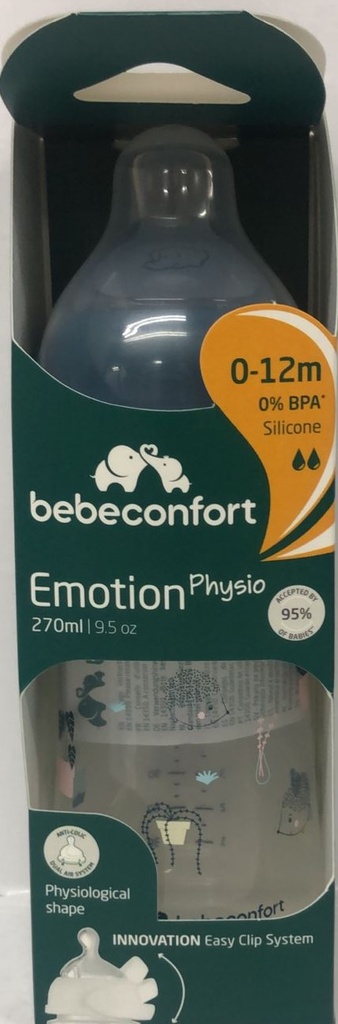 0-12m
0% BPA*
Silicone
bebeconfort
Emotion Physio
270ml | 9.5 oz
ACCEPTED BY
95%
OF BABIES**
ANTI-COLIC
DUAL AIR SYSTEM
Physiological
shape
bebeconfort
INNOVATION Easy Clip System